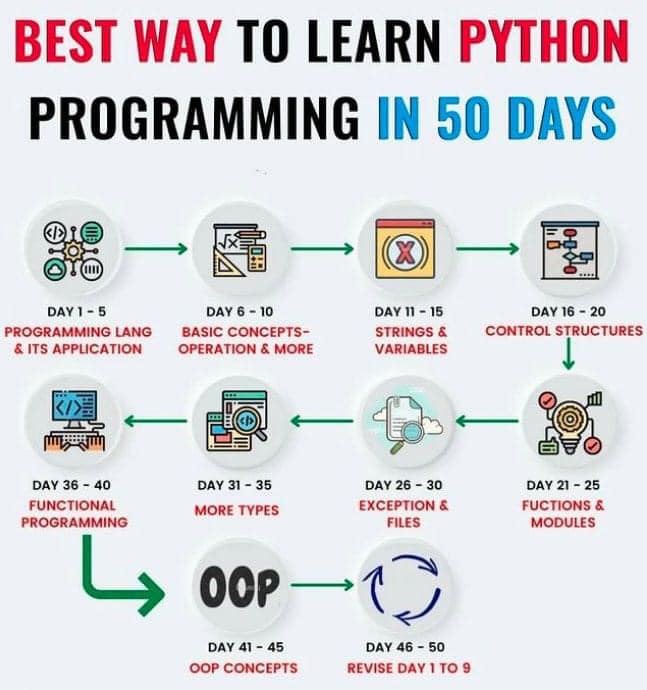 BEST WAY TO LEARN PYTHON
PROGRAMMING IN 50 DAYS
DAY 1 - 5
PROGRAMMING LANG
& ITS APPLICATION
DAY 6 - 10
BASIC CONCEPTS-
OPERATION & MORE
DAY 11 - 15
STRINGS &
VARIABLES
DAY 16 - 20
CONTROL STRUCTURES
DAY 21 - 25
FUCTIONS &
MODULES
DAY 26 - 30
EXCEPTION &
FILES
DAY 31 - 35
MORE TYPES
DAY 36 - 40
FUNCTIONAL
PROGRAMMING
OOP
DAY 41 - 45
OOP CONCEPTS
DAY 46 - 50
REVISE DAY 1 TO 9